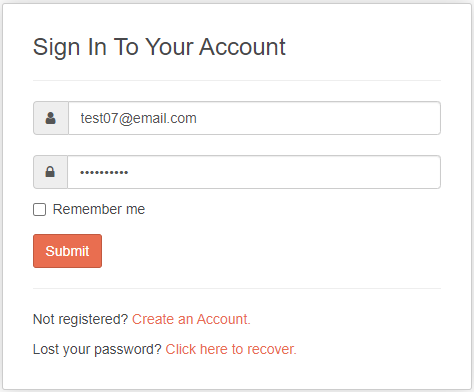 Sign In To Your Account
test07@email.com
••••••••••
Remember me
Submit
Not registered? Create an Account.
Lost your password? Click here to recover.